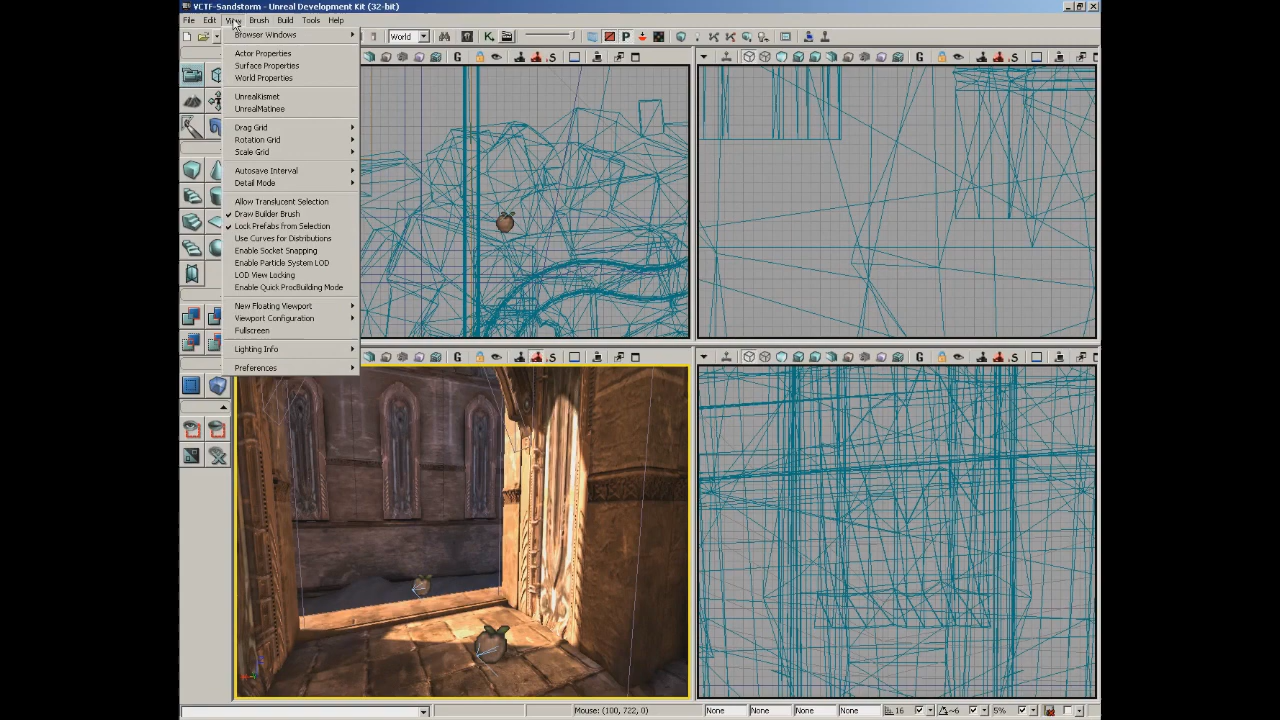 VCTF-Sandstorm - Unreal Development Kit (32-bit)
File Edit View Brush Build Tools Help
World
Browser Windows
Actor Properties
Surface Properties
World Properties
UnrealKismet
UnrealMatinee
Drag Grid
Rotation Grid
Scale Grid
Autosave Interval
Detail Mode
Allow Translucent Selection
Draw Builder Brush
Lock Prefabs from Selection
Use Curves for Distributions
Enable Socket Snapping
Enable Particle System LOD
LOD View Locking
Enable Quick ProcBuilding Mode
New Floating Viewport
Viewport Configuration
Fullscreen
Lighting Info
Preferences
Mouse: (100, 722, 0) None None None None 16 ~6 5%